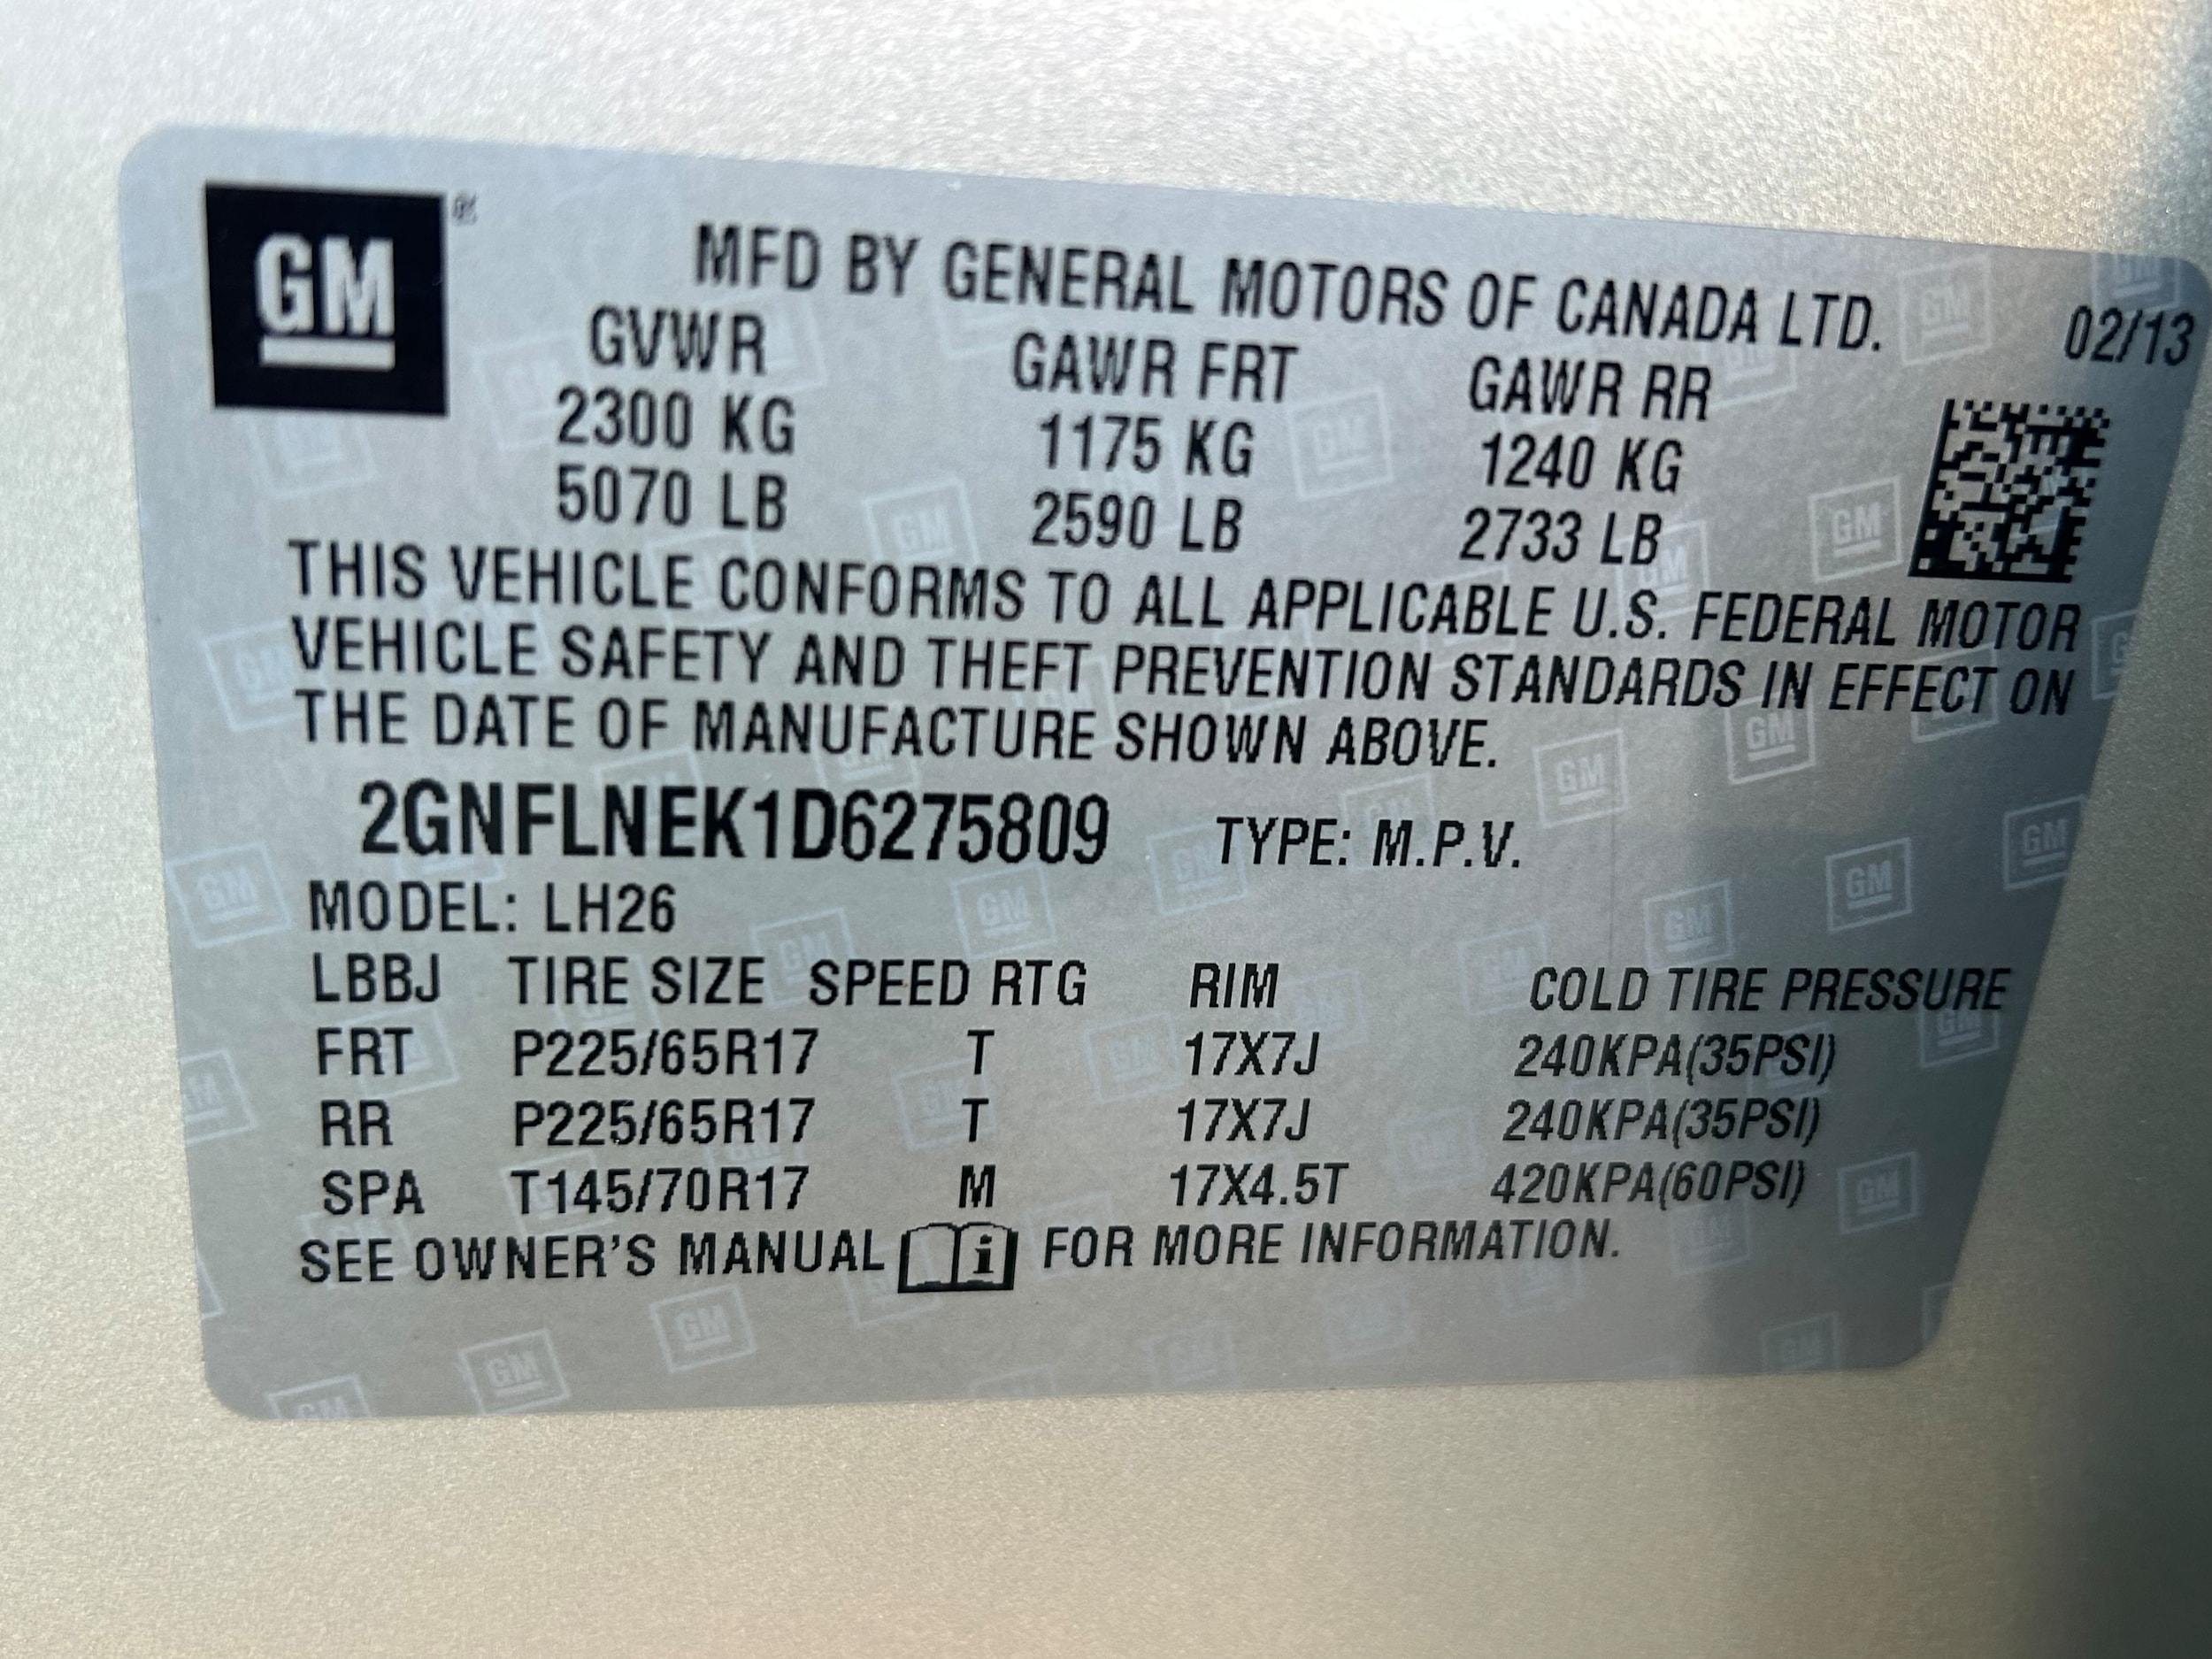 GM
MFD BY GENERAL MOTORS OF CANADA LTD.
02/13
GVWR GAWR FRT GAWR RR
2300 KG 1175 KG 1240 KG
5070 LB 2590 LB 2733 LB
THIS VEHICLE CONFORMS TO ALL APPLICABLE U.S. FEDERAL MOTOR
VEHICLE SAFETY AND THEFT PREVENTION STANDARDS IN EFFECT ON
THE DATE OF MANUFACTURE SHOWN ABOVE.
2GNFLNEK1D6275809 TYPE: M.P.V.
MODEL: LH26
LBBJ TIRE SIZE SPEED RTG RIM COLD TIRE PRESSURE
FRT P225/65R17 T 17X7J 240KPA(35PSI)
RR P225/65R17 T 17X7J 240KPA(35PSI)
SPA T145/70R17 M 17X4.5T 420KPA(60PSI)
SEE OWNER'S MANUAL i FOR MORE INFORMATION.